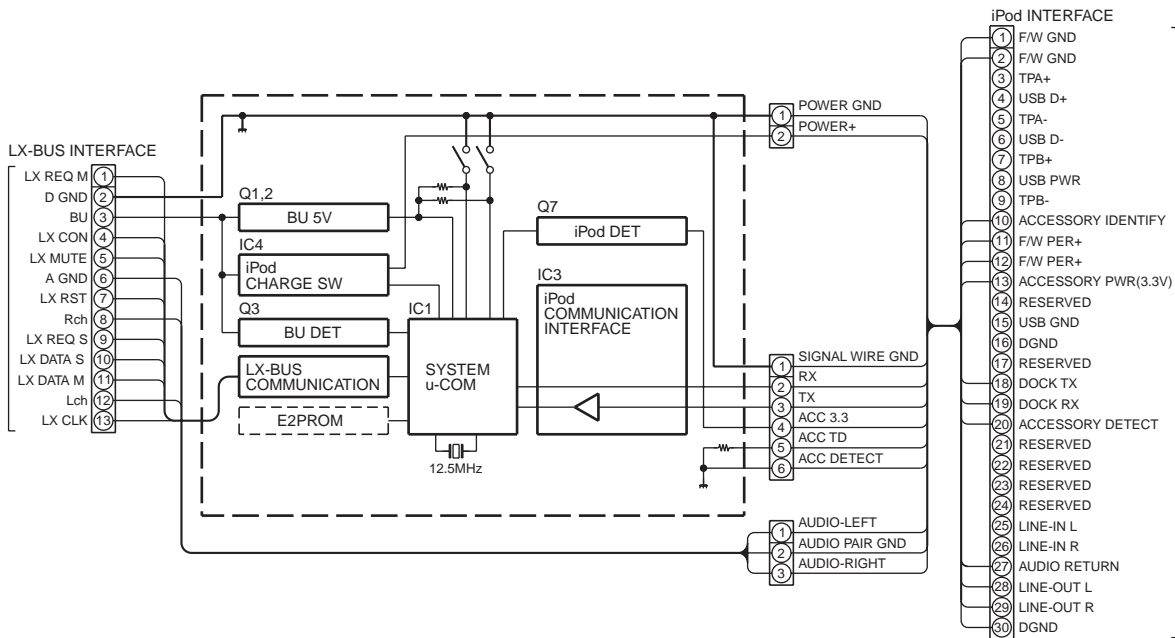 iPod INTERFACE
1 F/W GND
2 F/W GND
3 TPA+
4 USB D+
5 TPA-
6 USB D-
7 TPB+
8 USB PWR
9 TPB-
10 ACCESSORY IDENTIFY
11 F/W PER+
12 F/W PER+
13 ACCESSORY PWR(3.3V)
14 RESERVED
15 USB GND
16 DGND
17 RESERVED
18 DOCK TX
19 DOCK RX
20 ACCESSORY DETECT
21 RESERVED
22 RESERVED
23 RESERVED
24 RESERVED
25 LINE-IN L
26 LINE-IN R
27 AUDIO RETURN
28 LINE-OUT L
29 LINE-OUT R
30 DGND
LX-BUS INTERFACE
LX REQ M 1
D GND 2
BU 3
LX CON 4
LX MUTE 5
A GND 6
LX RST 7
Rch 8
LX REQ S 9
LX DATA S 10
LX DATA M 11
Lch 12
LX CLK 13
Q1,2
BU 5V
IC4
iPod
CHARGE SW
Q3
BU DET
LX-BUS
COMMUNICATION
E2PROM
IC1
SYSTEM
u-COM
12.5MHz
Q7
iPod DET
IC3
iPod
COMMUNICATION
INTERFACE
1 POWER GND
2 POWER+
1 SIGNAL WIRE GND
2 RX
3 TX
4 ACC 3.3
5 ACC TD
6 ACC DETECT
1 AUDIO-LEFT
2 AUDIO PAIR GND
3 AUDIO-RIGHT